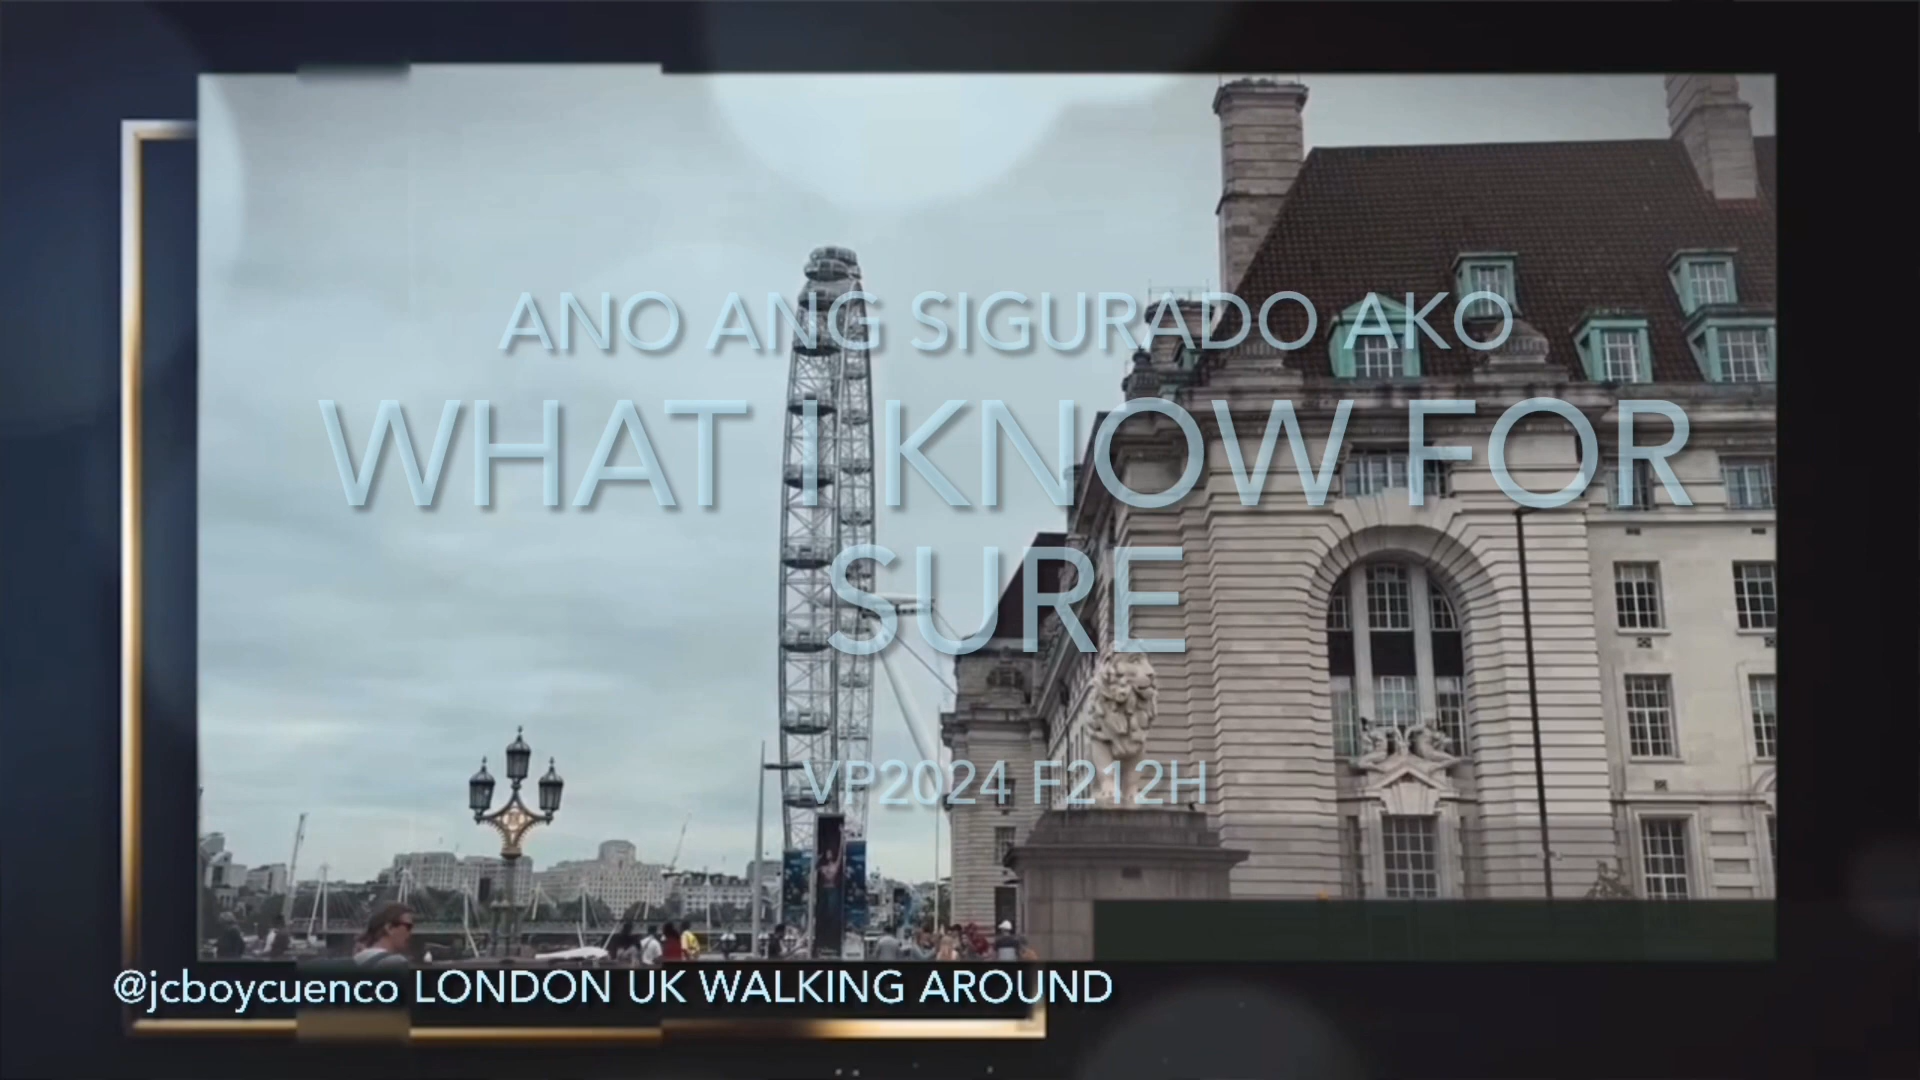 ANO ANG SIGURADO AKO
WHAT I KNOW FOR
SURE
VP2024 F212H
@jcboycuenco LONDON UK WALKING AROUND